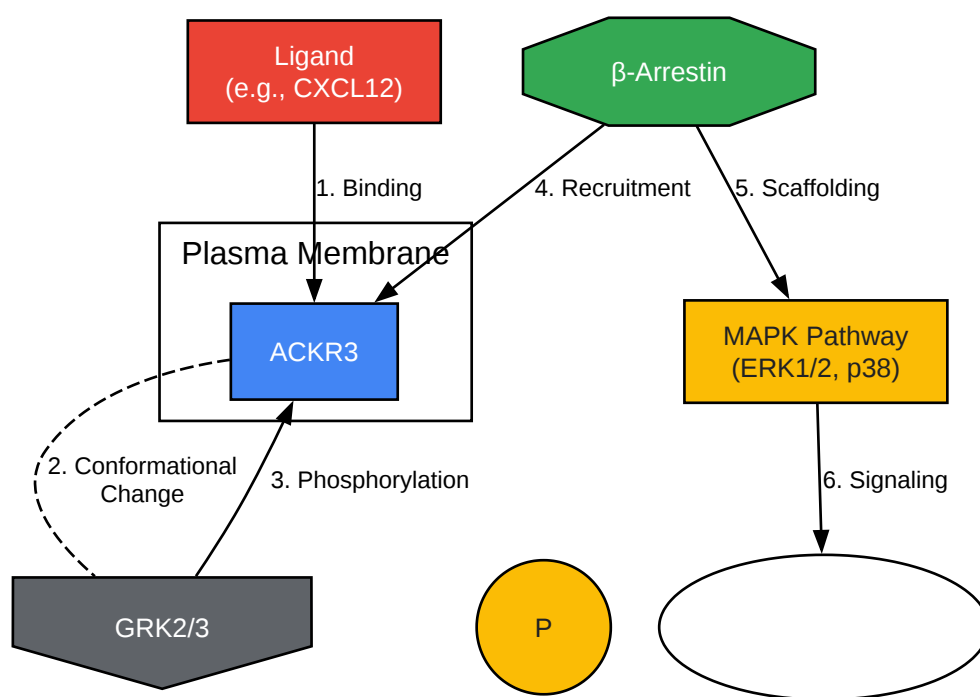 Ligand
(e.g., CXCL12)
β-Arrestin
1. Binding
4. Recruitment
5. Scaffolding
Plasma Membrane
ACKR3
MAPK Pathway
(ERK1/2, p38)
2. Conformational
Change
3. Phosphorylation
6. Signaling
GRK2/3
P